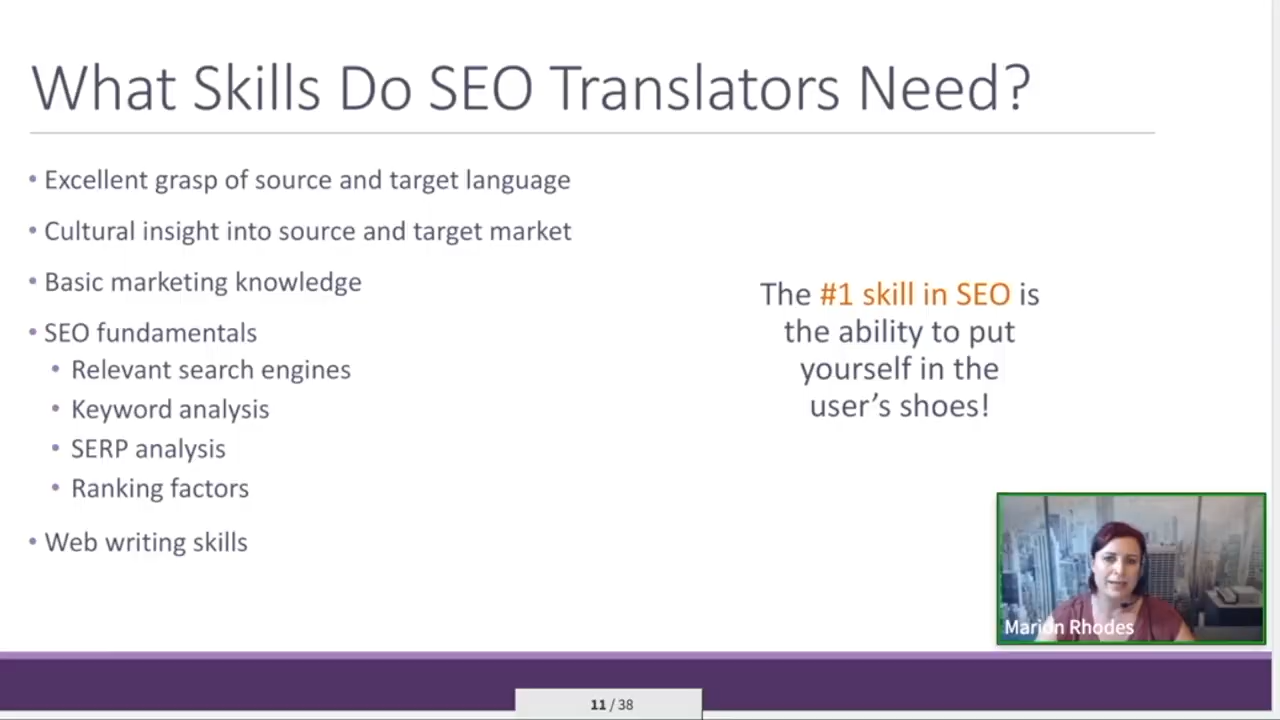 What Skills Do SEO Translators Need?
• Excellent grasp of source and target language
• Cultural insight into source and target market
• Basic marketing knowledge
• SEO fundamentals
• Relevant search engines
• Keyword analysis
• SERP analysis
• Ranking factors
• Web writing skills
The #1 skill in SEO is
the ability to put
yourself in the
user’s shoes!
Marion Rhodes
11 / 38